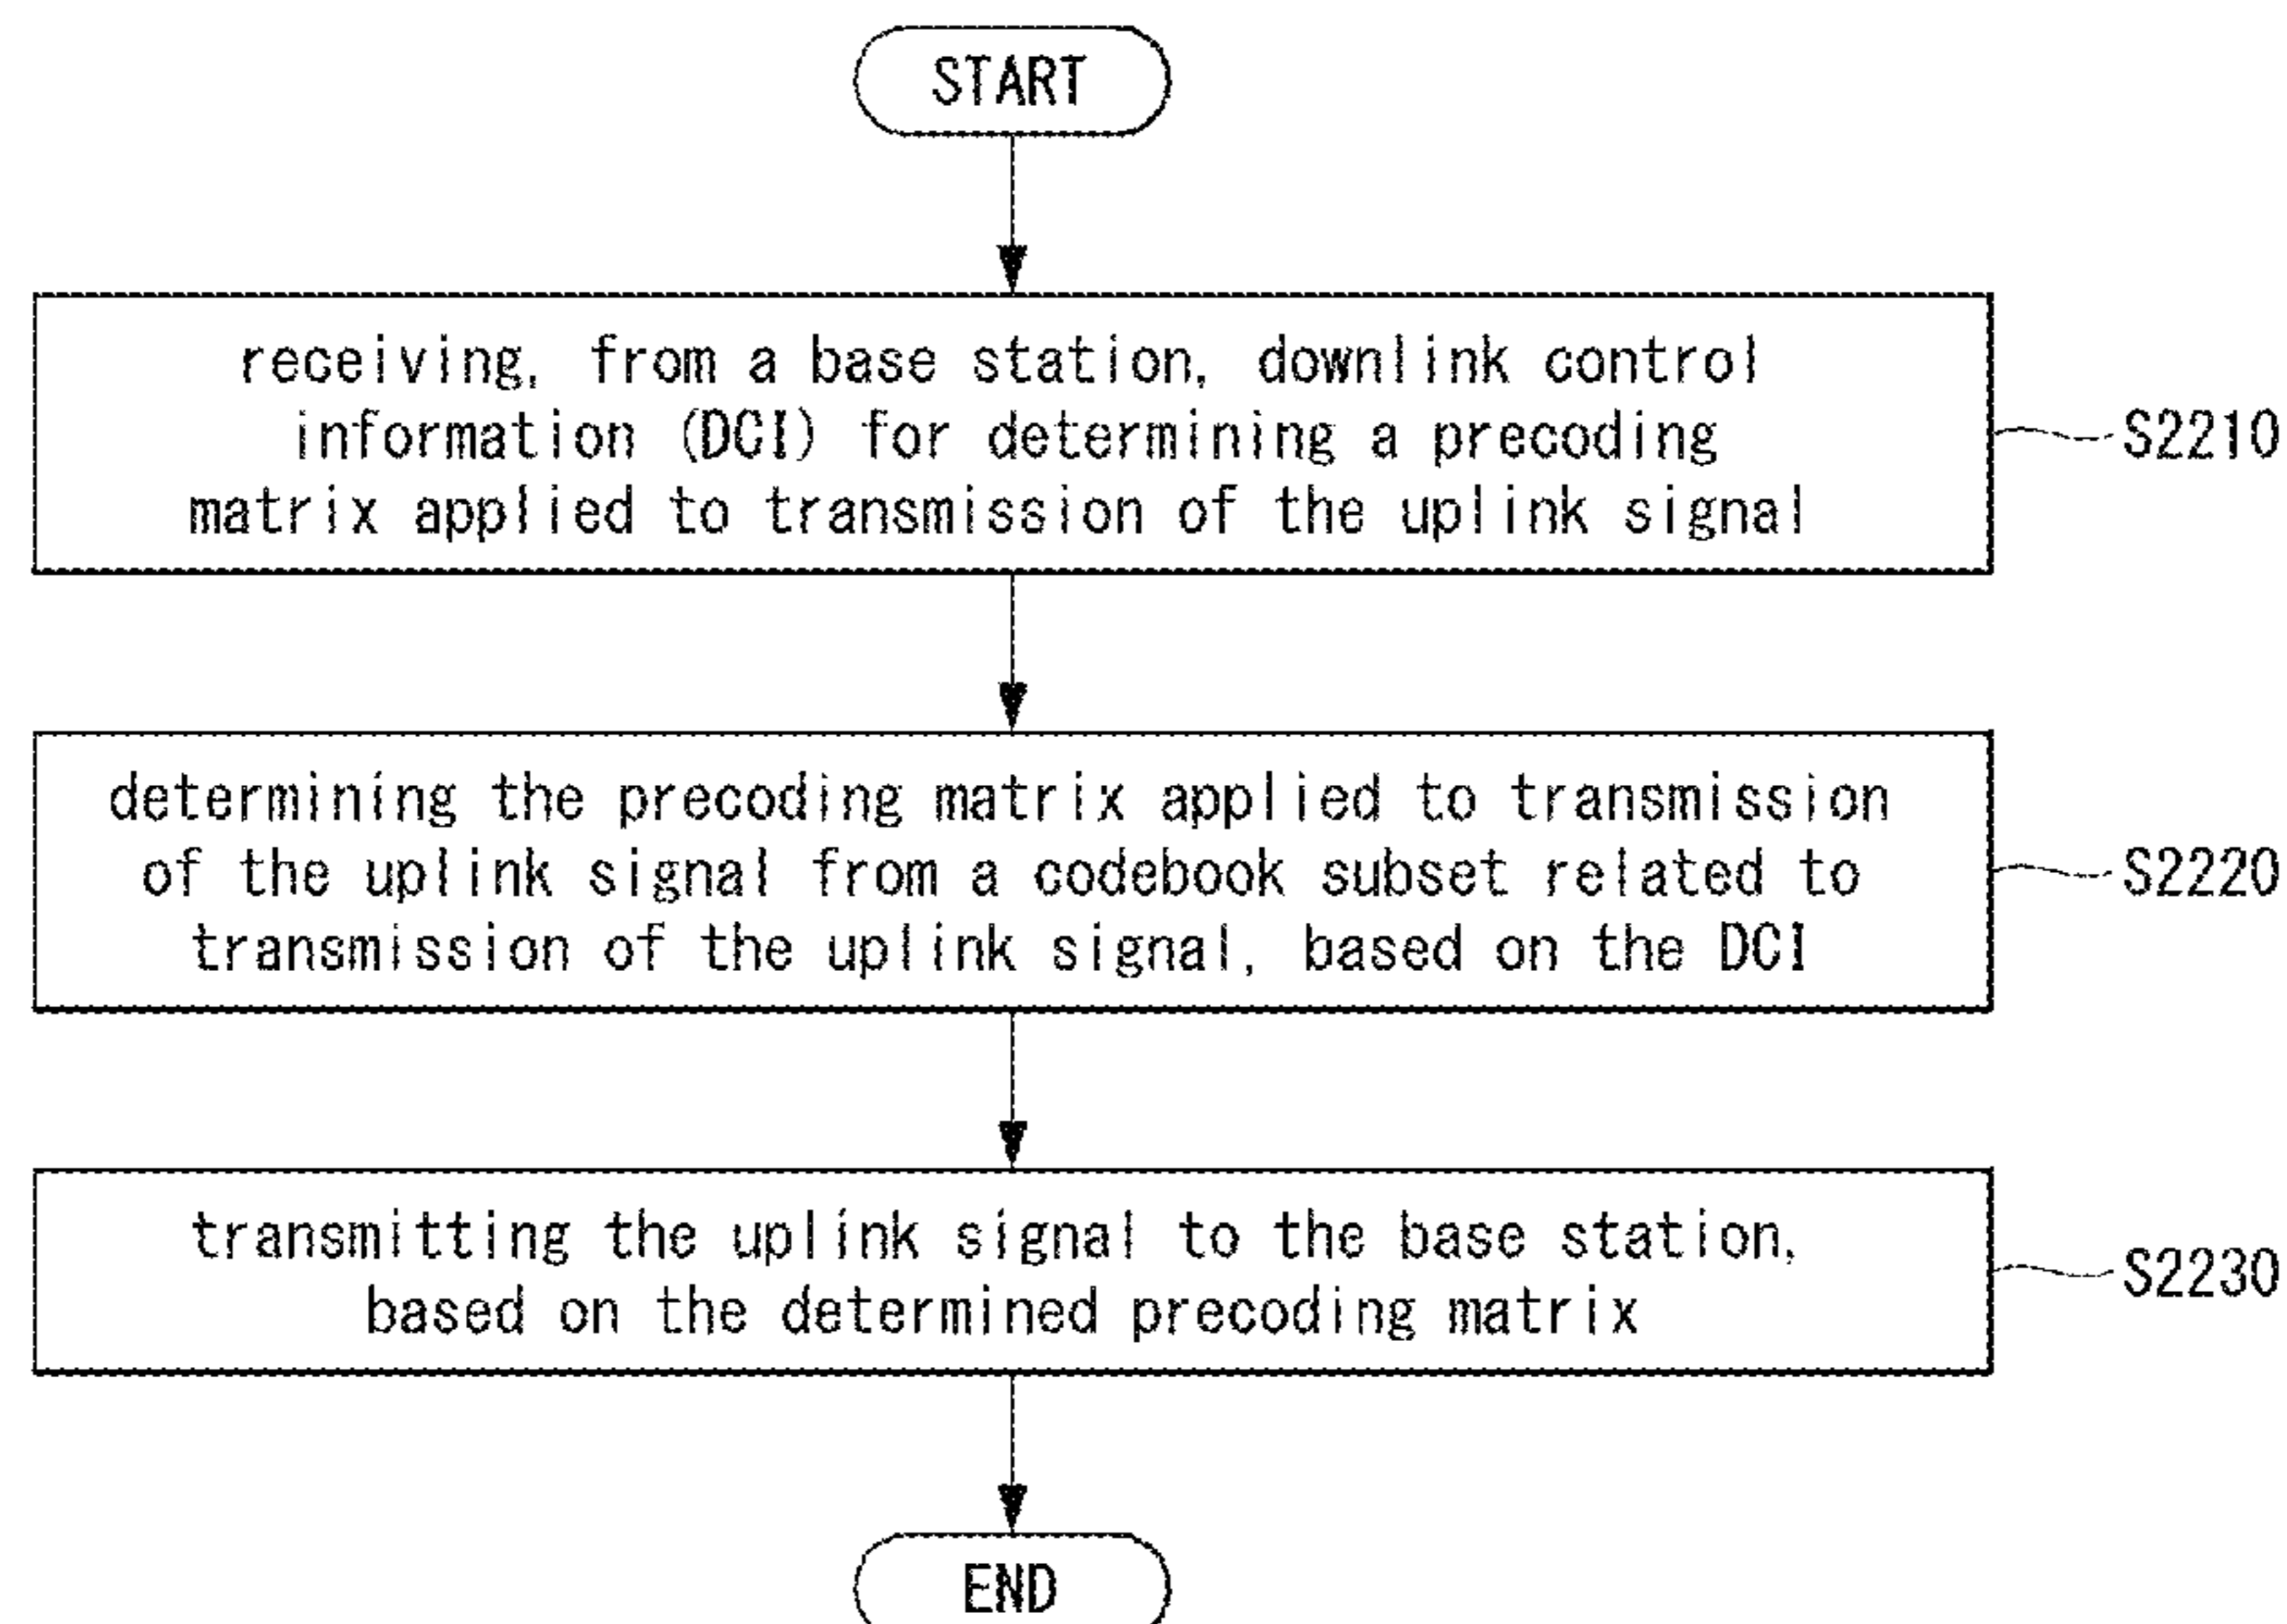 START
receiving, from a base station, downlink control
information (DCI) for determining a precoding
matrix applied to transmission of the uplink signal
S2210
determining the precoding matrix applied to transmission
of the uplink signal from a codebook subset related to
transmission of the uplink signal, based on the DCI
S2220
transmitting the uplink signal to the base station,
based on the determined precoding matrix
S2230
END